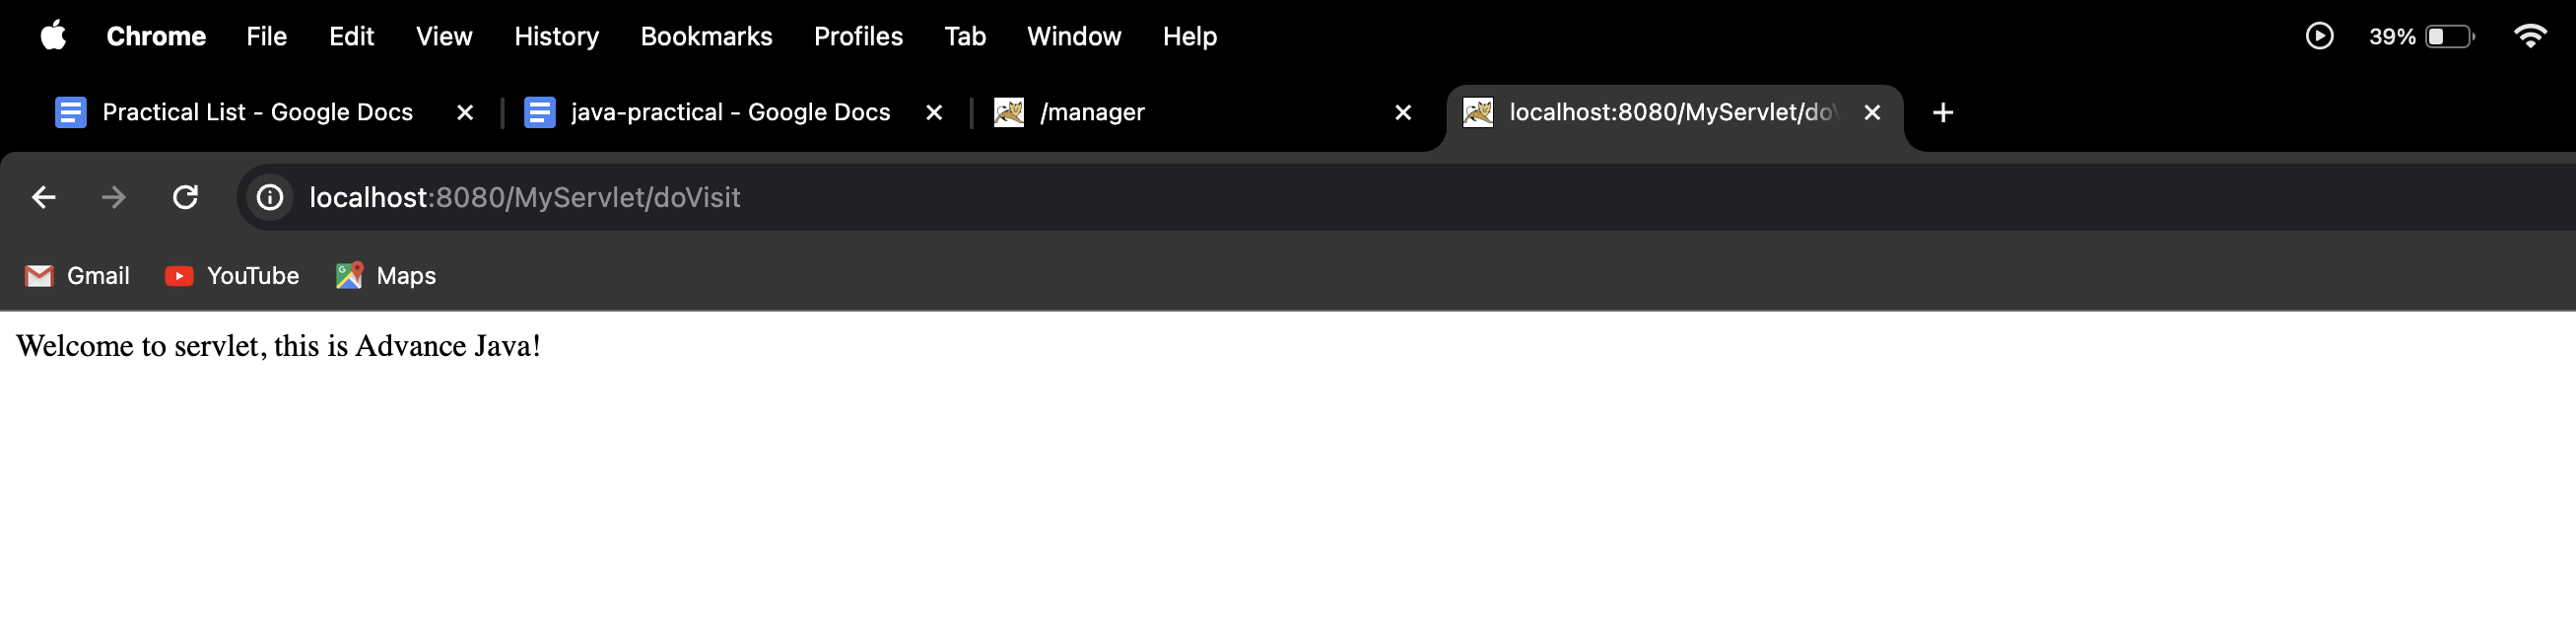 Chrome File Edit View History Bookmarks Profiles Tab Window Help 39%
Practical List - Google Docs java-practical - Google Docs /manager localhost:8080/MyServlet/do
localhost:8080/MyServlet/doVisit
Gmail YouTube Maps
Welcome to servlet, this is Advance Java!